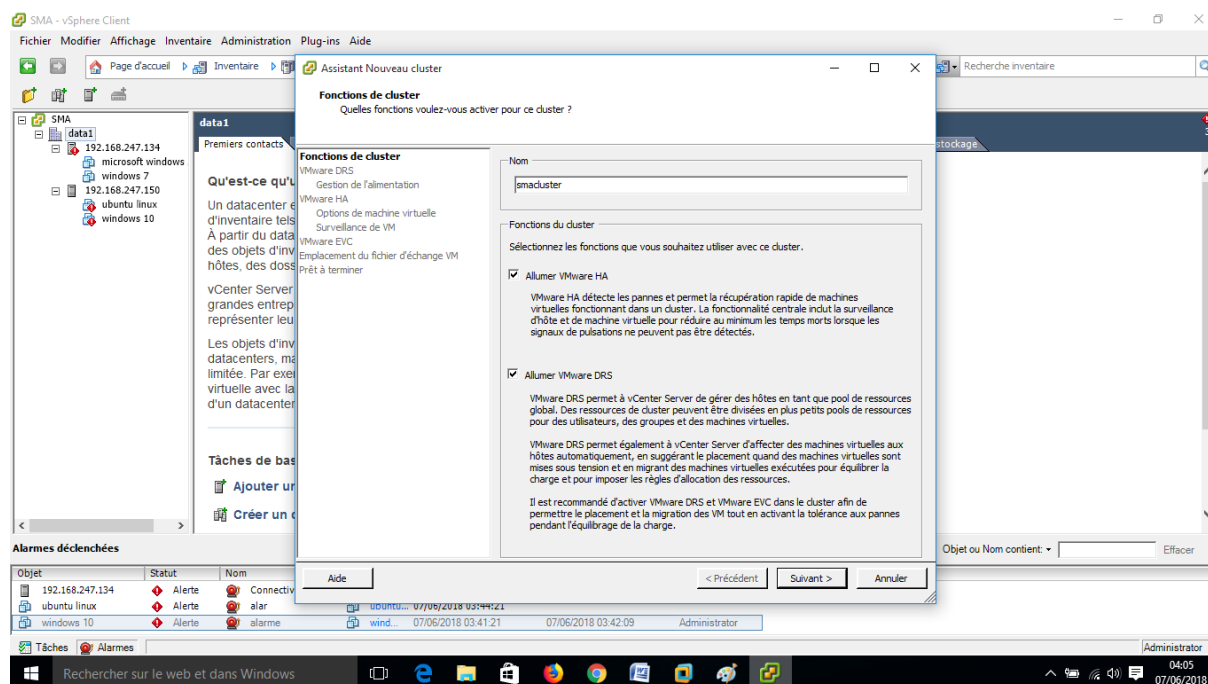 SMA - vSphere Client
Fichier Modifier Affichage Inventaire Administration Plug-ins Aide
Page d'accueil Inventaire
Recherche inventaire
SMA
data1
192.168.247.134
microsoft windows
windows 7
192.168.247.150
ubuntu linux
windows 10
data1
Premiers contacts
stockage
Qu'est-ce qu'u
Un datacenter e
d'inventaire tels
À partir du data
des objets d'inv
hôtes, des doss
vCenter Server
grandes entrep
représenter leu
Les objets d'inv
datacenters, ma
limitée. Par exe
virtuelle avec la
d'un datacenter
Tâches de bas
Ajouter un
Créer un c
Assistant Nouveau cluster
Fonctions de cluster
Quelles fonctions voulez-vous activer pour ce cluster ?
Fonctions de cluster
VMware DRS
Gestion de l'alimentation
VMware HA
Options de machine virtuelle
Surveillance de VM
VMware EVC
Emplacement du fichier d'échange VM
Prêt à terminer
Nom
smacluster
Fonctions du cluster
Sélectionnez les fonctions que vous souhaitez utiliser avec ce cluster.
Allumer VMware HA
VMware HA détecte les pannes et permet la récupération rapide de machines
virtuelles fonctionnant dans un cluster. La fonctionnalité centrale inclut la surveillance
d'hôte et de machine virtuelle pour réduire au minimum les temps morts lorsque les
signaux de pulsations ne peuvent pas être détectés.
Allumer VMware DRS
VMware DRS permet à vCenter Server de gérer des hôtes en tant que pool de ressources
global. Des ressources de cluster peuvent être divisées en plus petits pools de ressources
pour des utilisateurs, des groupes et des machines virtuelles.
VMware DRS permet également à vCenter Server d'affecter des machines virtuelles aux
hôtes automatiquement, en suggérant le placement quand des machines virtuelles sont
mises sous tension et en migrant des machines virtuelles exécutées pour équilibrer la
charge et pour imposer les règles d'allocation des ressources.
Il est recommandé d'activer VMware DRS et VMware EVC dans le cluster afin de
permettre le placement et la migration des VM tout en activant la tolérance aux pannes
pendant l'équilibrage de la charge.
Aide < Précédent Suivant > Annuler
Alarmes déclenchées
Objet ou Nom contient: Effacer
Objet Statut Nom
192.168.247.134 Alerte Connectiv
ubuntu linux Alerte alar ubuntu... 07/06/2018 03:44:21
windows 10 Alerte alarme wind... 07/06/2018 03:41:21 07/06/2018 03:42:09 Administrator
Tâches Alarmes
Administrator
Rechercher sur le web et dans Windows
04:05
07/06/2018